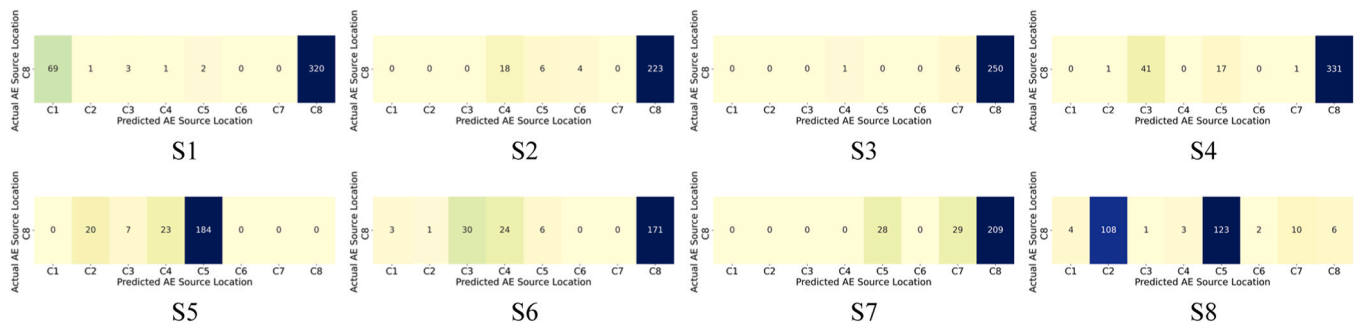 Actual AE Source Location
C8
69 1 3 1 2 0 0 320
C1 C2 C3 C4 C5 C6 C7 C8
Predicted AE Source Location
S1
Actual AE Source Location
C8
0 0 0 18 6 4 0 223
C1 C2 C3 C4 C5 C6 C7 C8
Predicted AE Source Location
S2
Actual AE Source Location
C8
0 0 0 1 0 0 6 250
C1 C2 C3 C4 C5 C6 C7 C8
Predicted AE Source Location
S3
Actual AE Source Location
C8
0 1 41 0 17 0 1 331
C1 C2 C3 C4 C5 C6 C7 C8
Predicted AE Source Location
S4
Actual AE Source Location
C8
0 20 7 23 184 0 0 0
C1 C2 C3 C4 C5 C6 C7 C8
Predicted AE Source Location
S5
Actual AE Source Location
C8
3 1 30 24 6 0 0 171
C1 C2 C3 C4 C5 C6 C7 C8
Predicted AE Source Location
S6
Actual AE Source Location
C8
0 0 0 0 28 0 29 209
C1 C2 C3 C4 C5 C6 C7 C8
Predicted AE Source Location
S7
Actual AE Source Location
C8
4 108 1 3 123 2 10 6
C1 C2 C3 C4 C5 C6 C7 C8
Predicted AE Source Location
S8